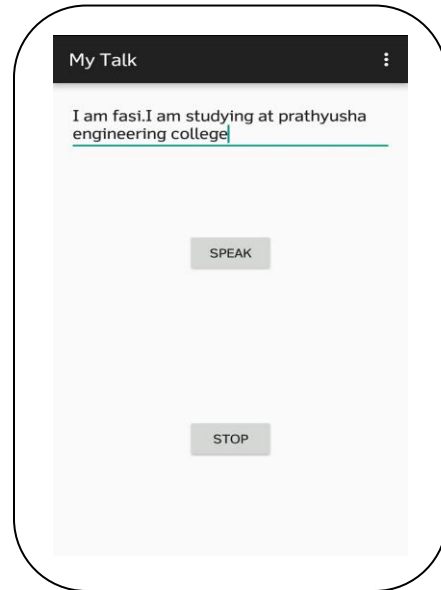 My Talk
I am fasi.I am studying at prathyusha
engineering college
SPEAK
STOP